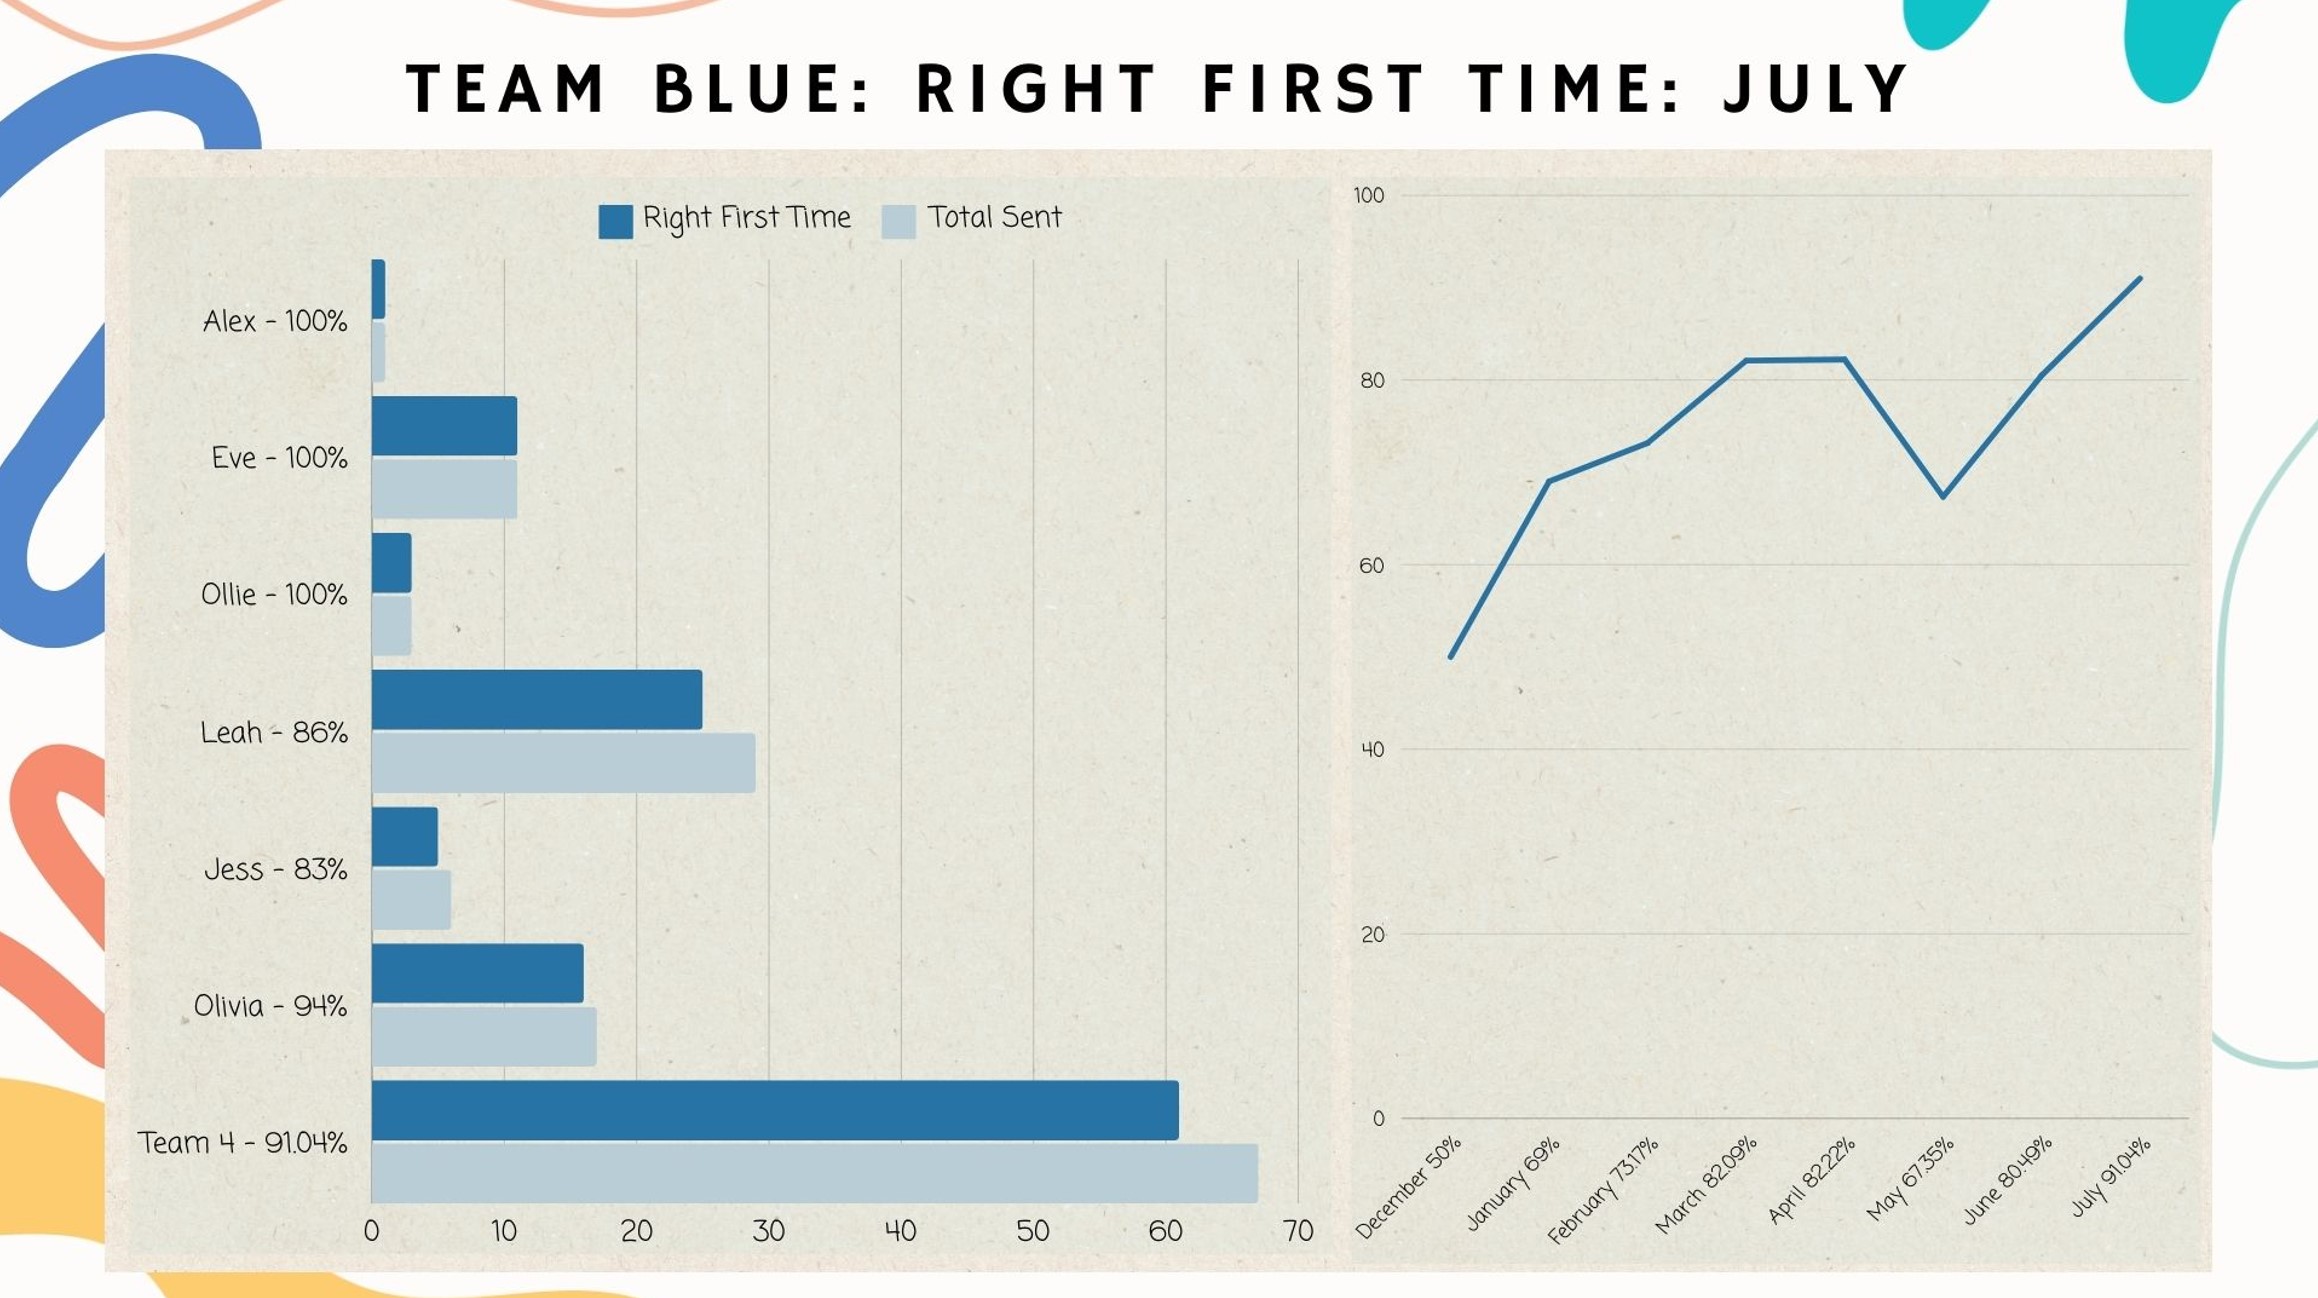 TEAM BLUE: RIGHT FIRST TIME: JULY
Right First Time
Total Sent
Alex - 100%
Eve - 100%
Ollie - 100%
Leah - 86%
Jess - 83%
Olivia - 94%
Team 4 - 91.04%
0 10 20 30 40 50 60 70
100
80
60
40
20
0
December 50%
January 69%
February 73.17%
March 82.09%
April 82.22%
May 67.35%
June 80.49%
July 91.04%